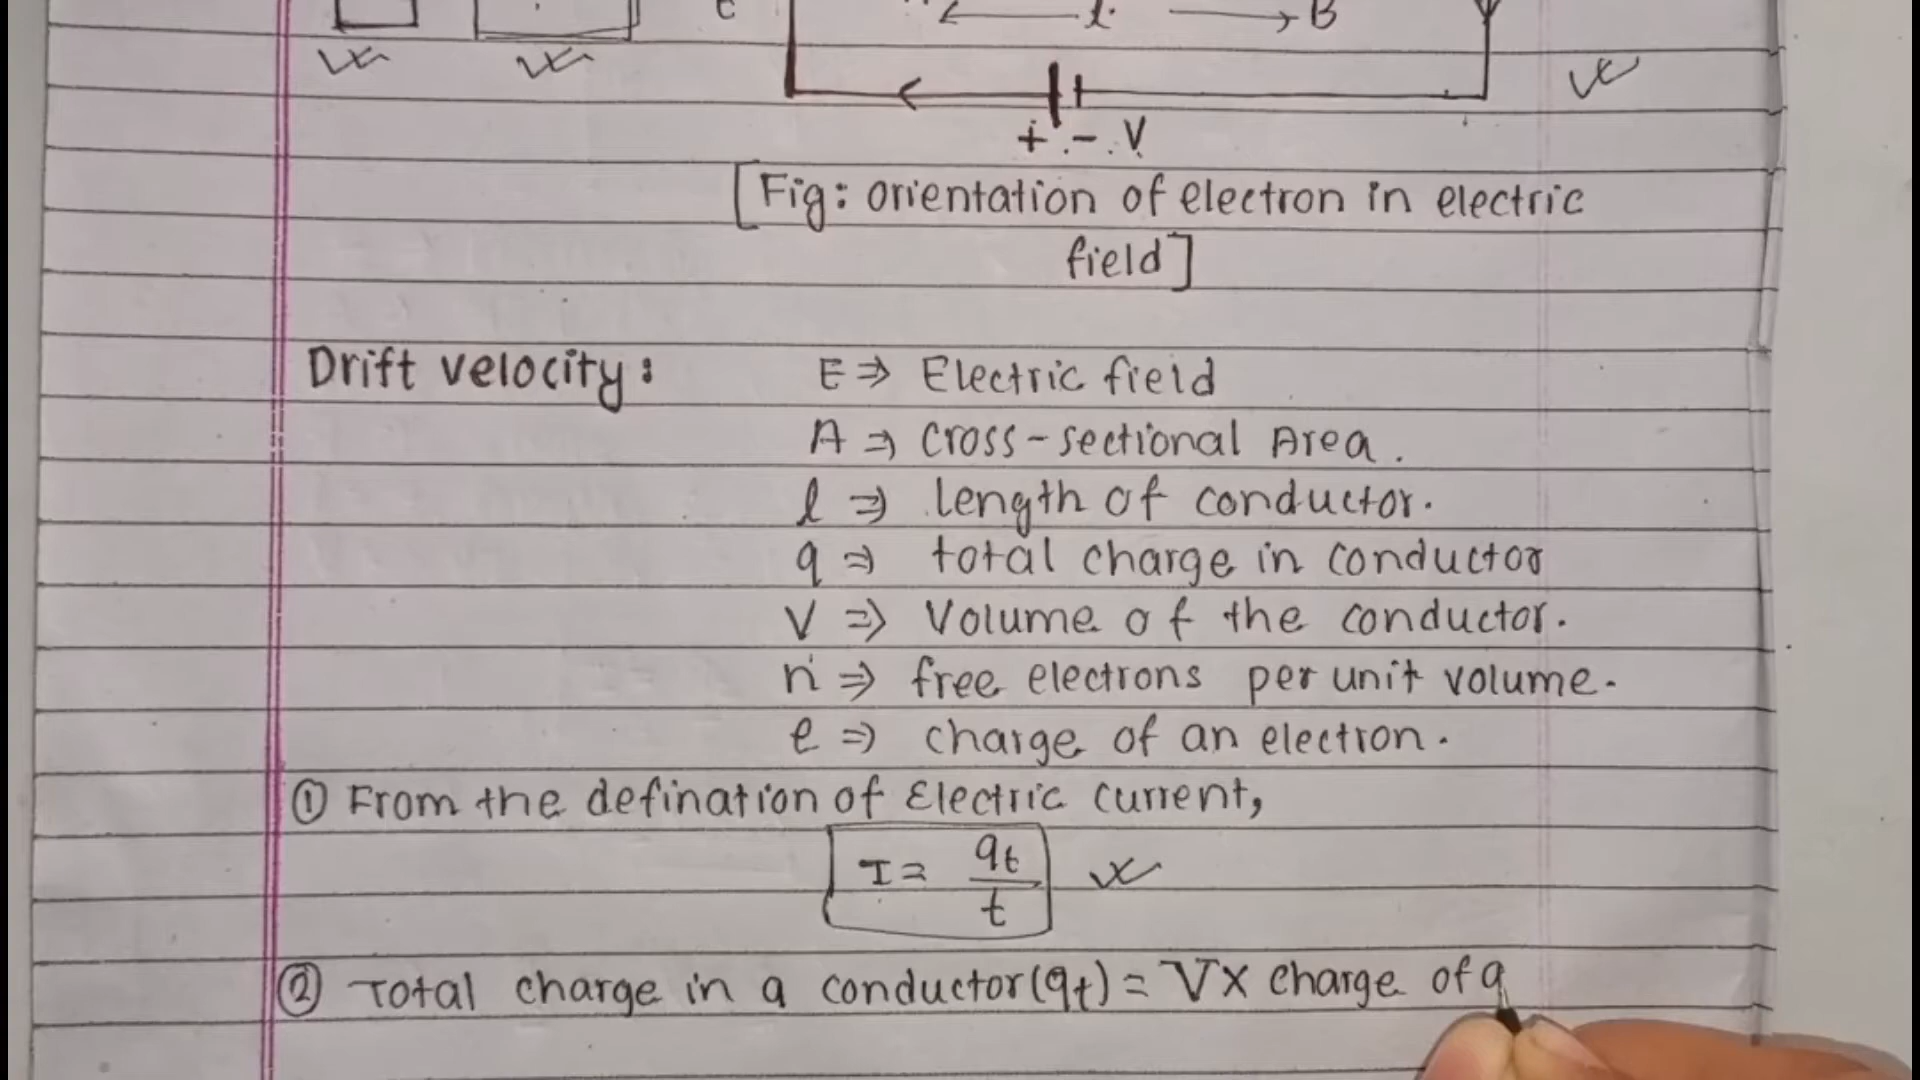 l. B
+ - V
[Fig: orientation of electron in electric
field]
Drift velocity: E ⇒ Electric field
A ⇒ cross-sectional Area.
l ⇒ length of conductor.
q ⇒ total charge in conductor
V ⇒ Volume of the conductor.
n ⇒ free electrons per unit volume.
e ⇒ charge of an electron.
① From the defination of Electric current,
I = qt/t
② Total charge in a conductor(qt) = V× charge of a